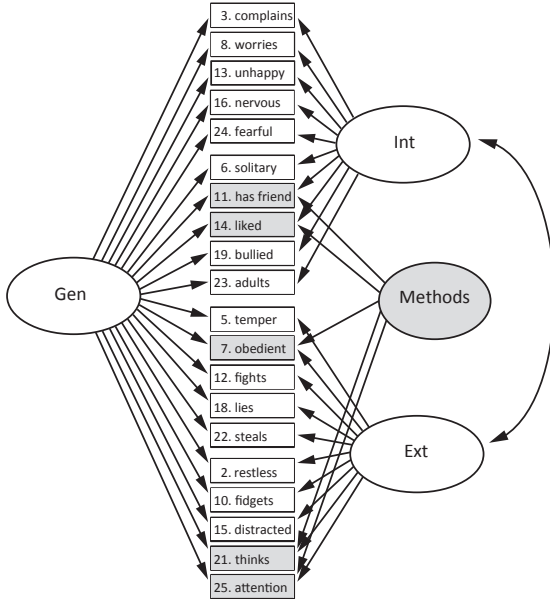 3. complains
8. worries
13. unhappy
16. nervous
24. fearful
6. solitary
11. has friend
14. liked
19. bullied
23. adults
5. temper
7. obedient
12. fights
18. lies
22. steals
2. restless
10. fidgets
15. distracted
21. thinks
25. attention
Gen
Int
Methods
Ext